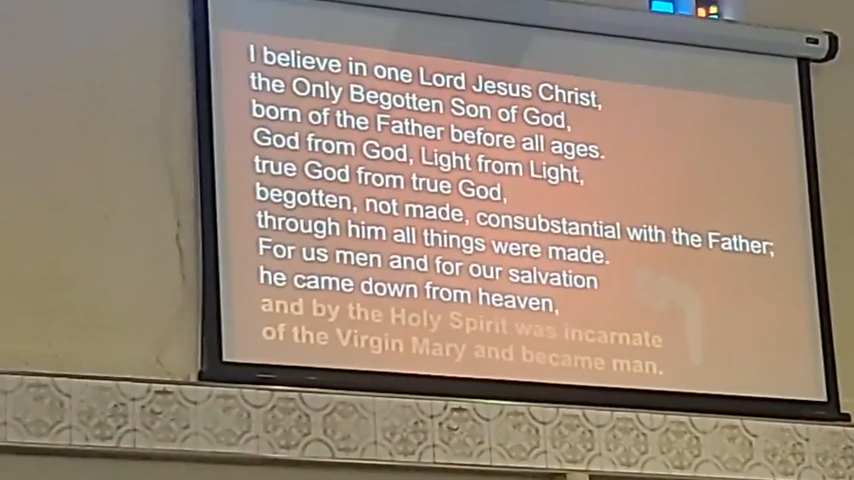 I believe in one Lord Jesus Christ,
the Only Begotten Son of God,
born of the Father before all ages.
God from God, Light from Light,
true God from true God,
begotten, not made, consubstantial with the Father;
through him all things were made.
For us men and for our salvation
he came down from heaven,
and by the Holy Spirit was incarnate
of the Virgin Mary and became man.